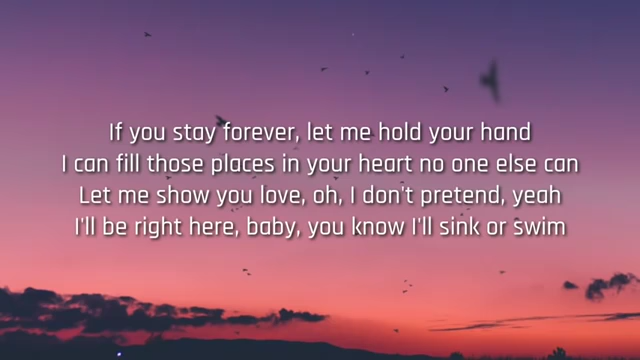 If you stay forever, let me hold your hand
I can fill those places in your heart no one else can
Let me show you love, oh, I don't pretend, yeah
I'll be right here, baby, you know I'll sink or swim